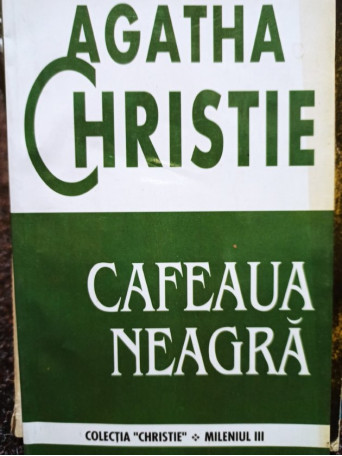 AGATHA
CHRISTIE
CAFEAUA
NEAGRĂ
COLECȚIA "CHRISTIE" ❖ MILENIUL III